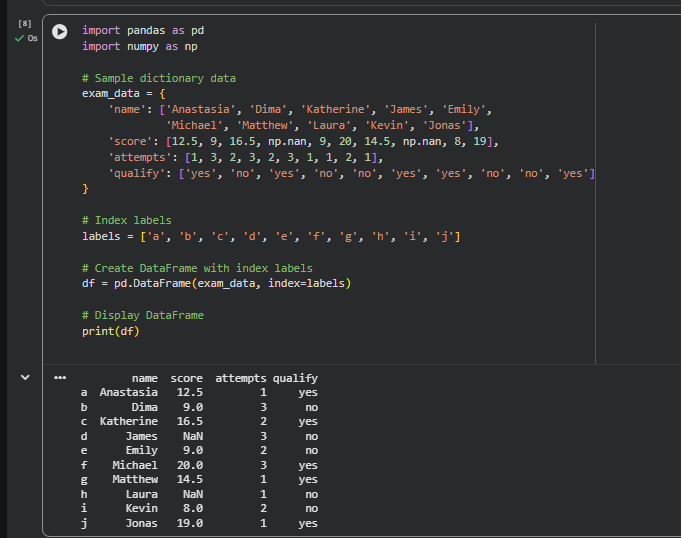 [8]
0s
import pandas as pd
import numpy as np
# Sample dictionary data
exam_data = {
    'name': ['Anastasia', 'Dima', 'Katherine', 'James', 'Emily',
             'Michael', 'Matthew', 'Laura', 'Kevin', 'Jonas'],
    'score': [12.5, 9, 16.5, np.nan, 9, 20, 14.5, np.nan, 8, 19],
    'attempts': [1, 3, 2, 3, 2, 3, 1, 1, 2, 1],
    'qualify': ['yes', 'no', 'yes', 'no', 'no', 'yes', 'yes', 'no', 'no', 'yes']
}
# Index labels
labels = ['a', 'b', 'c', 'd', 'e', 'f', 'g', 'h', 'i', 'j']
# Create DataFrame with index labels
df = pd.DataFrame(exam_data, index=labels)
# Display DataFrame
print(df)
        name  score  attempts qualify
a  Anastasia   12.5         1     yes
b       Dima    9.0         3      no
c  Katherine   16.5         2     yes
d      James    NaN         3      no
e      Emily    9.0         2      no
f    Michael   20.0         3     yes
g    Matthew   14.5         1     yes
h      Laura    NaN         1      no
i      Kevin    8.0         2      no
j      Jonas   19.0         1     yes